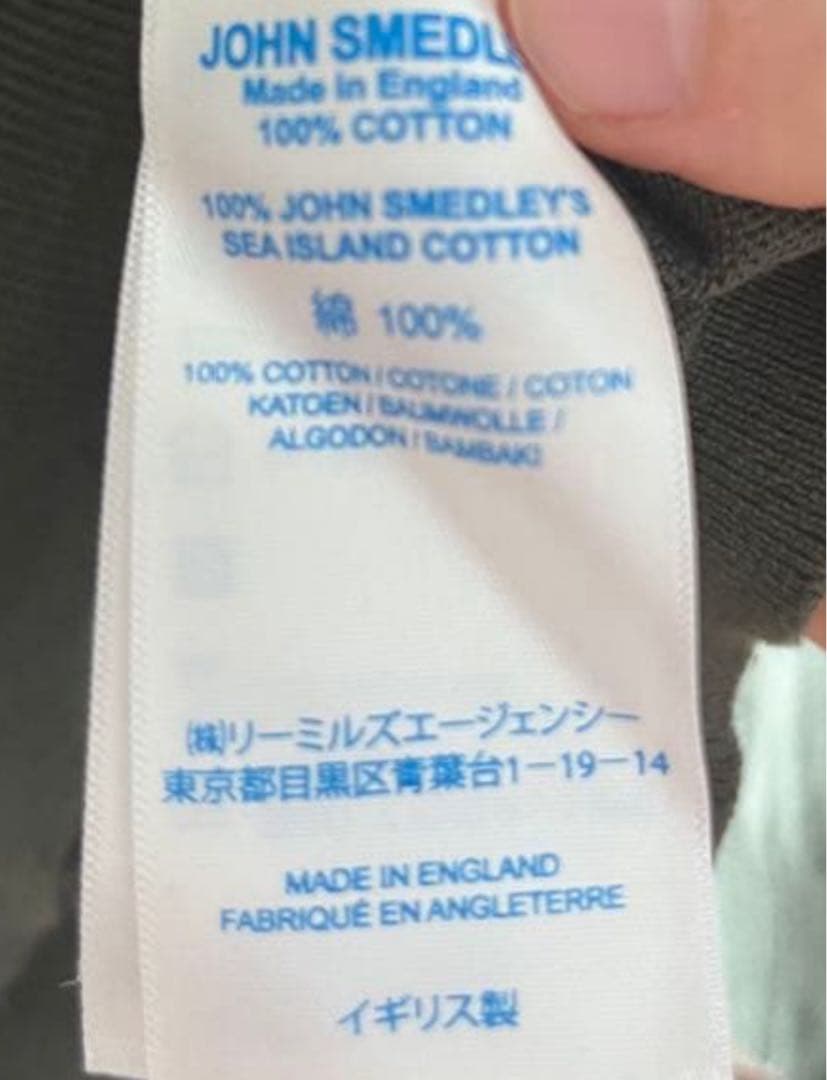 JOHN SMEDL
Made in England
100% COTTON
100% JOHN SMEDLEY'S
SEA ISLAND COTTON
綿 100%
100% COTTON / COTONE / COTON
KATOEN / BAUMWOLLE /
ALGODON / BAMBAKI
(株)リーミルズエージェンシー
東京都目黒区青葉台1-19-14
MADE IN ENGLAND
FABRIQUÉ EN ANGLETERRE
イギリス製